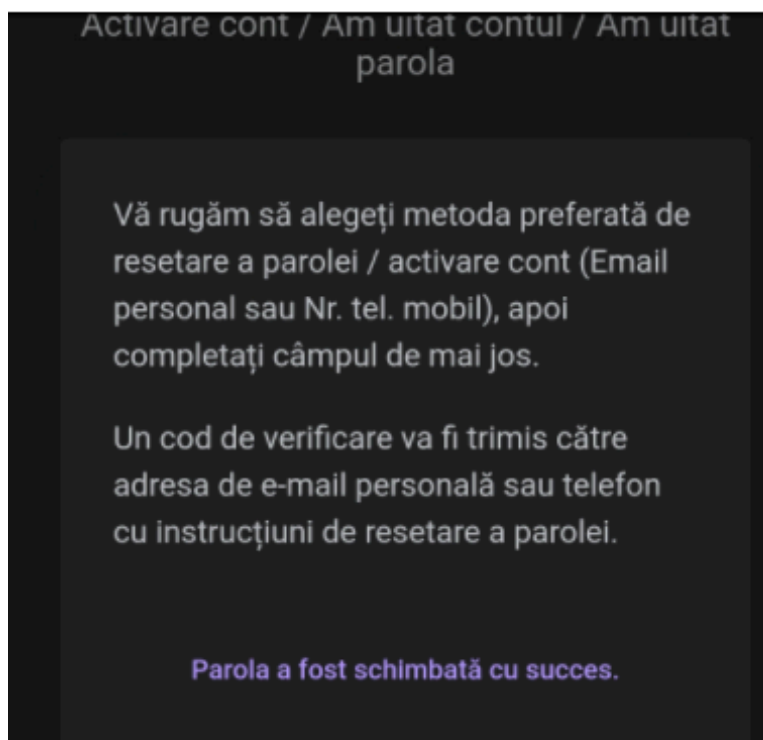 Activare cont / Am uitat contul / Am uitat
parola
Vă rugăm să alegeți metoda preferată de
resetare a parolei / activare cont (Email
personal sau Nr. tel. mobil), apoi
completați câmpul de mai jos.
Un cod de verificare va fi trimis către
adresa de e-mail personală sau telefon
cu instrucțiuni de resetare a parolei.
Parola a fost schimbată cu succes.